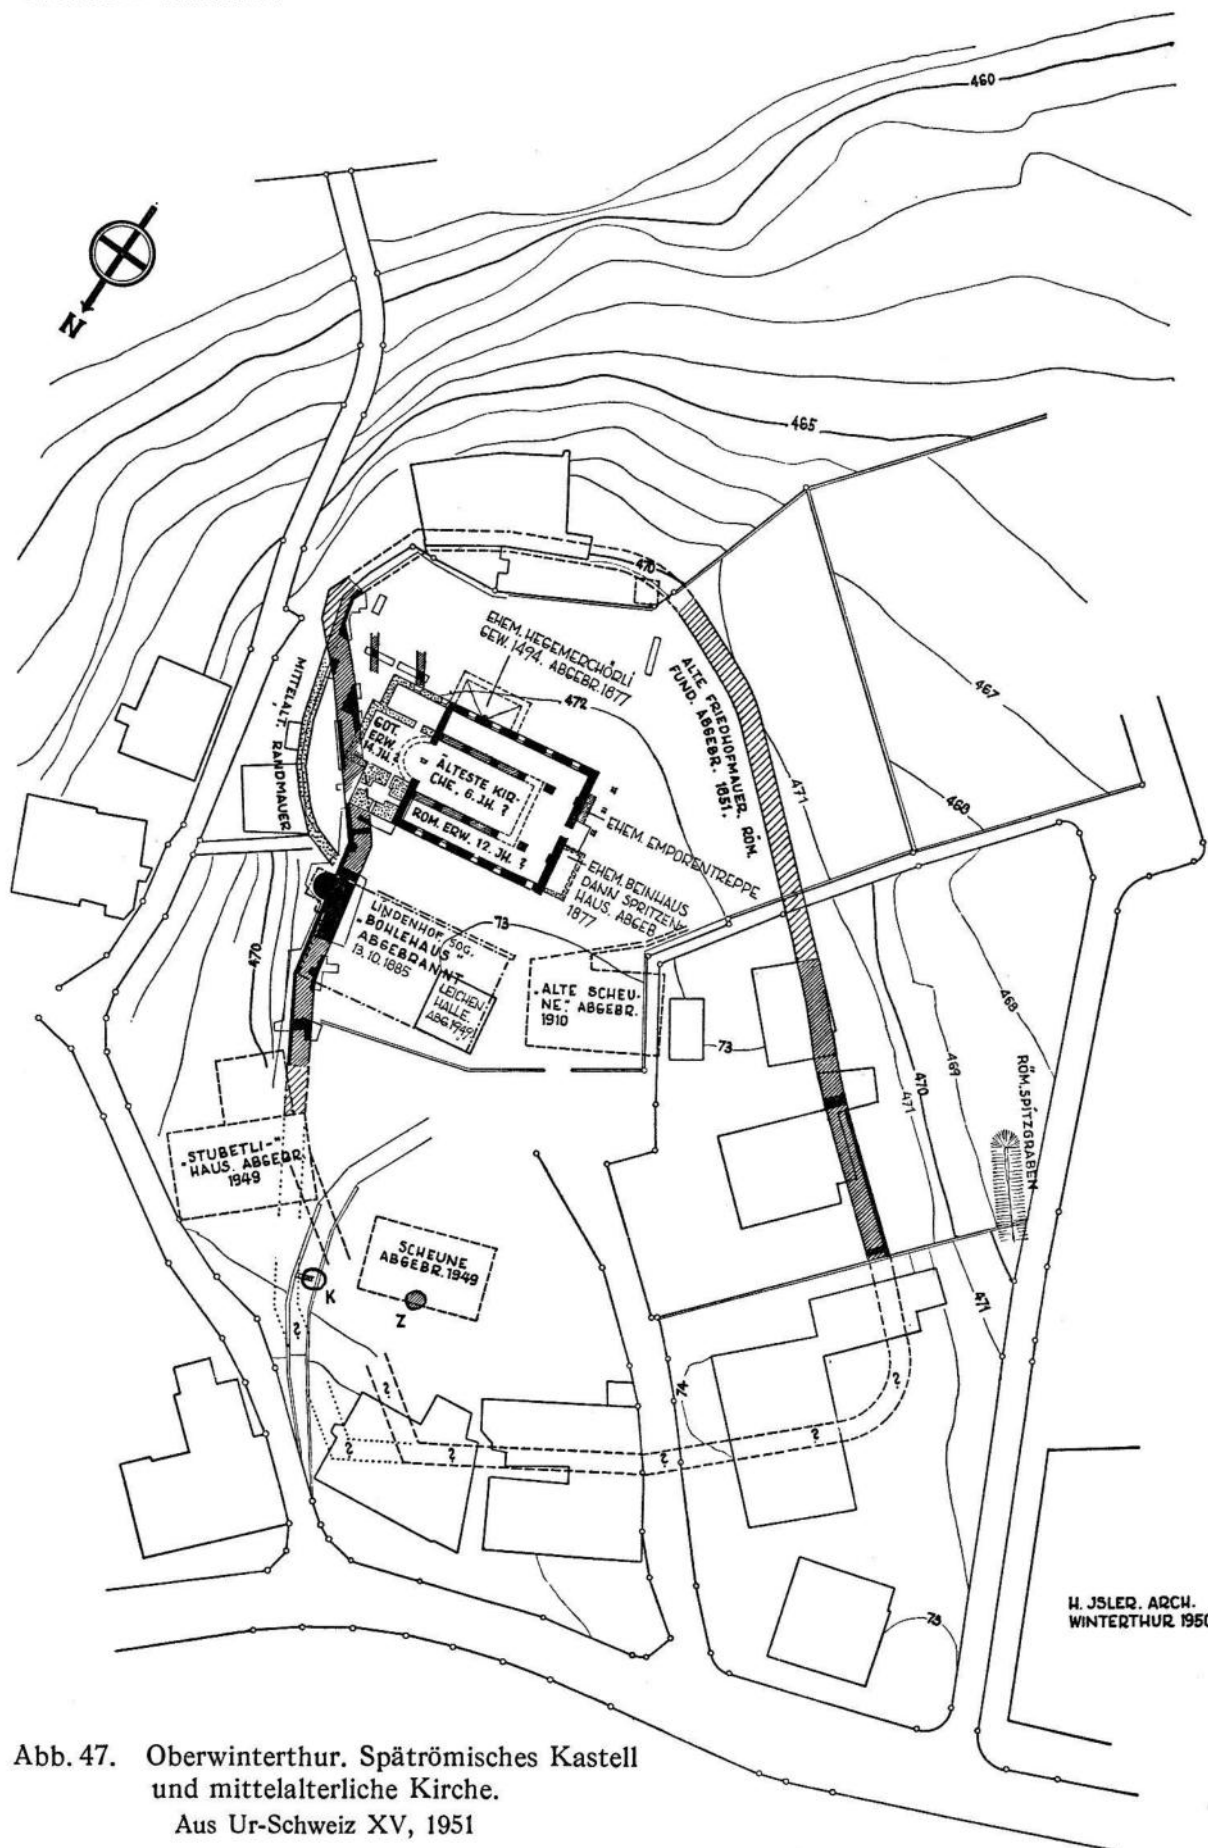 460
N
465
470
EHEM. HEGEMERCHÖRLI
GEW. 1494. ABGEBR. 1877
472
467
468
471
MITTELALT. RANDMAUER
GOT.
ERW.
14. JH. ?
ÄLTESTE KIR-
CHE. 6. JH. ?
ROM. ERW. 12. JH. ?
ALTE FRIEDHOFMAUER. RÖM.
FUND. ABGEBR. 1851.
EHEM. EMPORENTREPPE
EHEM. BEINHAUS
DANN SPRITZEN-
HAUS. ABGEB.
1877
73
470
LINDENHOF SOG.
"BOHLEHAUS"
ABGEBRANNT
13.10.1885
LEICHEN
HALLE.
ABG. 1949
"ALTE SCHEU-
NE". ABGEBR.
1910
73
468
469
470
471
RÖM. SPITZGRABEN
"STUBETLI-"
HAUS. ABGEBR.
1949
SCHEUNE
ABGEBR. 1949
K
Z
?
471
?
74
?
?
?
?
73
H. JSLER. ARCH.
WINTERTHUR 1950
Abb. 47. Oberwinterthur. Spätrömisches Kastell
und mittelalterliche Kirche.
Aus Ur-Schweiz XV, 1951